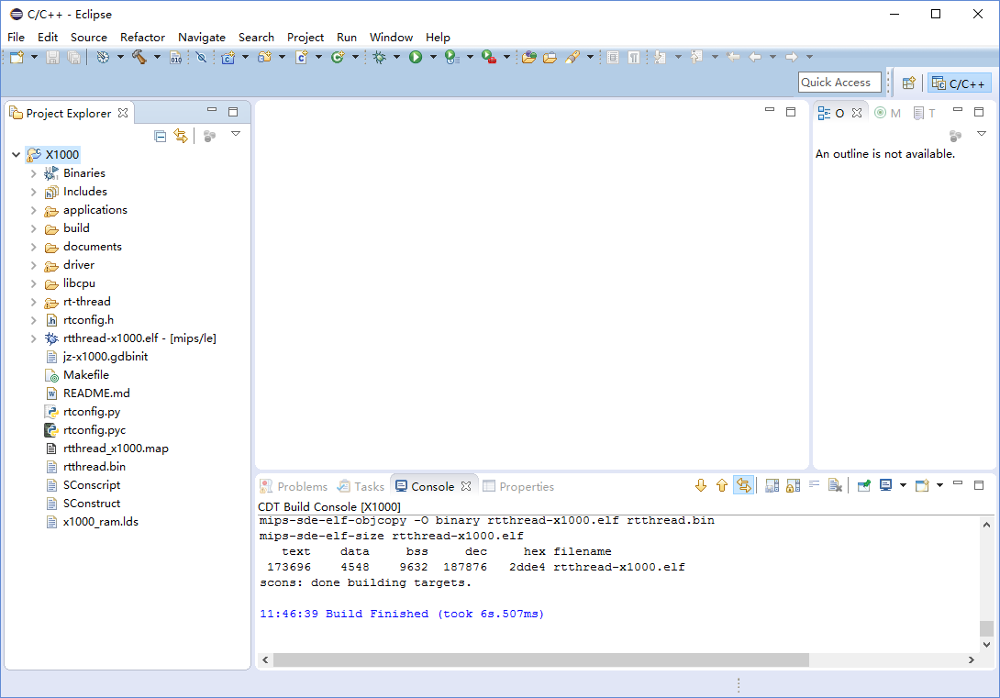 C/C++ - Eclipse
File Edit Source Refactor Navigate Search Project Run Window Help
Quick Access
C/C++
Project Explorer
X1000
Binaries
Includes
applications
build
documents
driver
libcpu
rt-thread
rtconfig.h
rtthread-x1000.elf - [mips/le]
jz-x1000.gdbinit
Makefile
README.md
rtconfig.py
rtconfig.pyc
rtthread_x1000.map
rtthread.bin
SConscript
SConstruct
x1000_ram.lds
O M T
An outline is not available.
Problems Tasks Console Properties
CDT Build Console [X1000]
mips-sde-elf-objcopy -O binary rtthread-x1000.elf rtthread.bin
mips-sde-elf-size rtthread-x1000.elf
text data bss dec hex filename
173696 4548 9632 187876 2dde4 rtthread-x1000.elf
scons: done building targets.
11:46:39 Build Finished (took 6s.507ms)